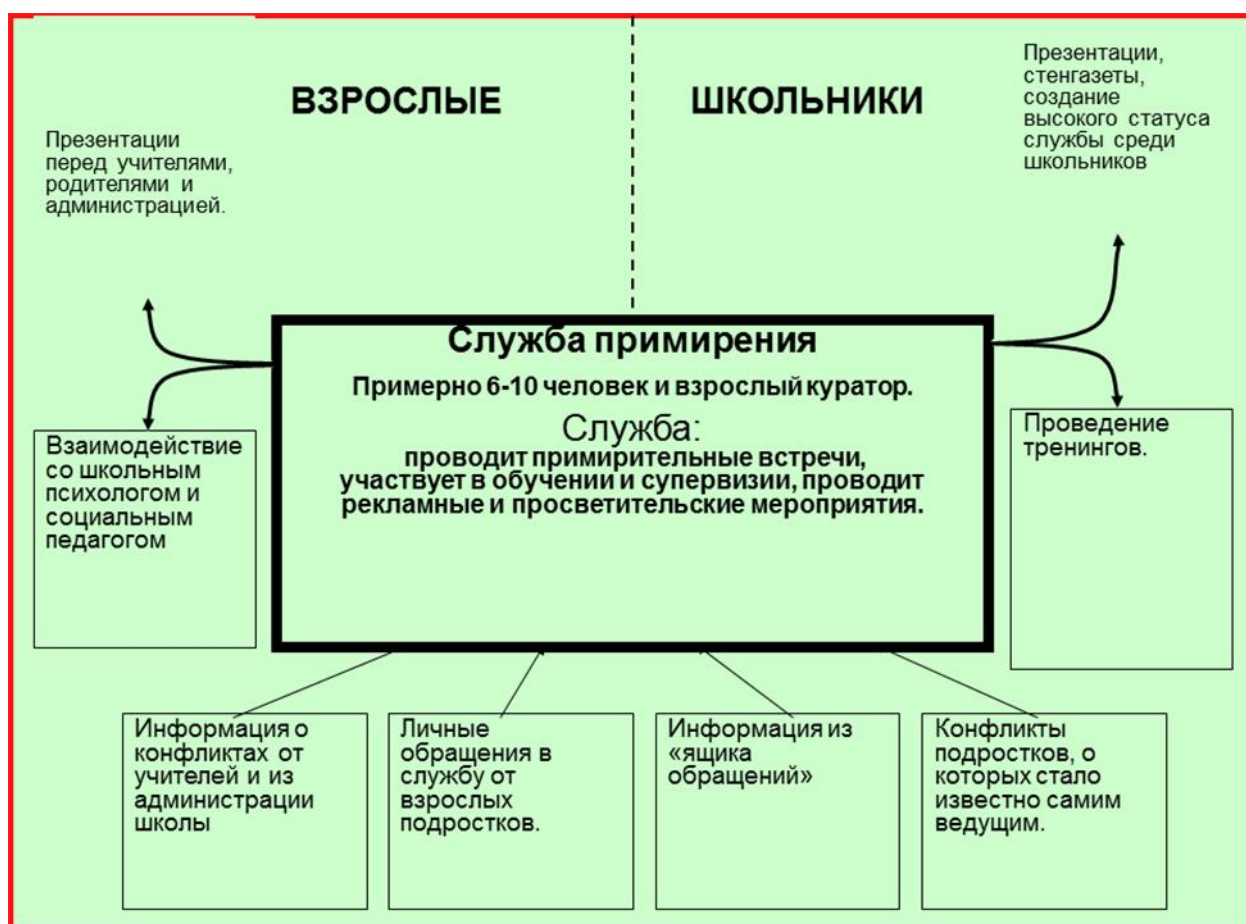 ВЗРОСЛЫЕ
ШКОЛЬНИКИ
Презентации
перед учителями,
родителями и
администрацией.
Презентации,
стенгазеты,
создание
высокого статуса
службы среди
школьников
Служба примирения
Примерно 6-10 человек и взрослый куратор.
Служба:
проводит примирительные встречи,
участвует в обучении и супервизии, проводит
рекламные и просветительские мероприятия.
Взаимодействие
со школьным
психологом и
социальным
педагогом
Проведение
тренингов.
Информация о
конфликтах от
учителей и из
администрации
школы
Личные
обращения в
службу от
взрослых
подростков.
Информация из
«ящика
обращений»
Конфликты
подростков, о
которых стало
известно самим
ведущим.